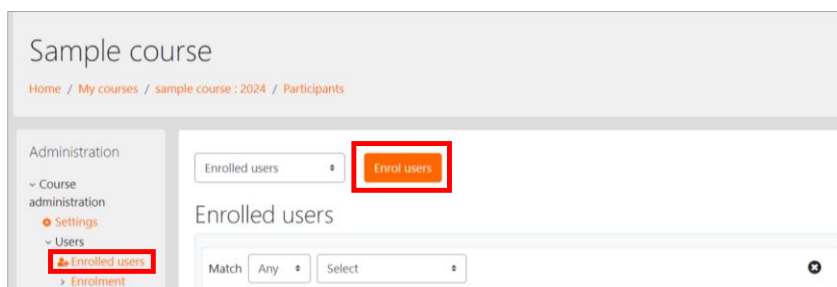 Sample course
Home / My courses / sample course : 2024 / Participants
Administration
Course
administration
Settings
Users
Enrolled users
Enrolment
Enrolled users
Enrol users
Enrolled users
Match Any Select